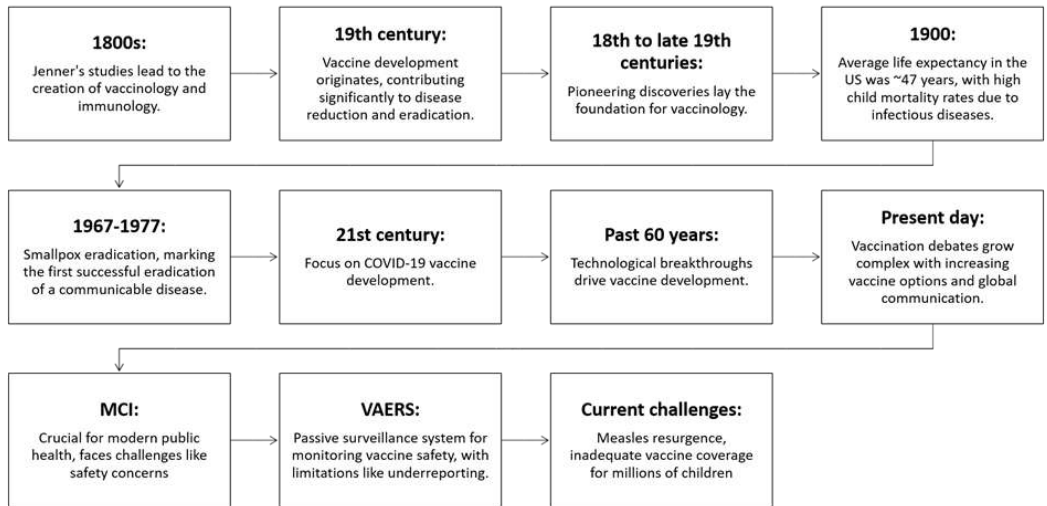 1800s:
Jenner's studies lead to the
creation of vaccinology and
immunology.
19th century:
Vaccine development
originates, contributing
significantly to disease
reduction and eradication.
18th to late 19th
centuries:
Pioneering discoveries lay the
foundation for vaccinology.
1900:
Average life expectancy in the
US was ~47 years, with high
child mortality rates due to
infectious diseases.
1967-1977:
Smallpox eradication, marking
the first successful eradication
of a communicable disease.
21st century:
Focus on COVID-19 vaccine
development.
Past 60 years:
Technological breakthroughs
drive vaccine development.
Present day:
Vaccination debates grow
complex with increasing
vaccine options and global
communication.
MCI:
Crucial for modern public
health, faces challenges like
safety concerns
VAERS:
Passive surveillance system for
monitoring vaccine safety, with
limitations like underreporting.
Current challenges:
Measles resurgence,
inadequate vaccine coverage
for millions of children